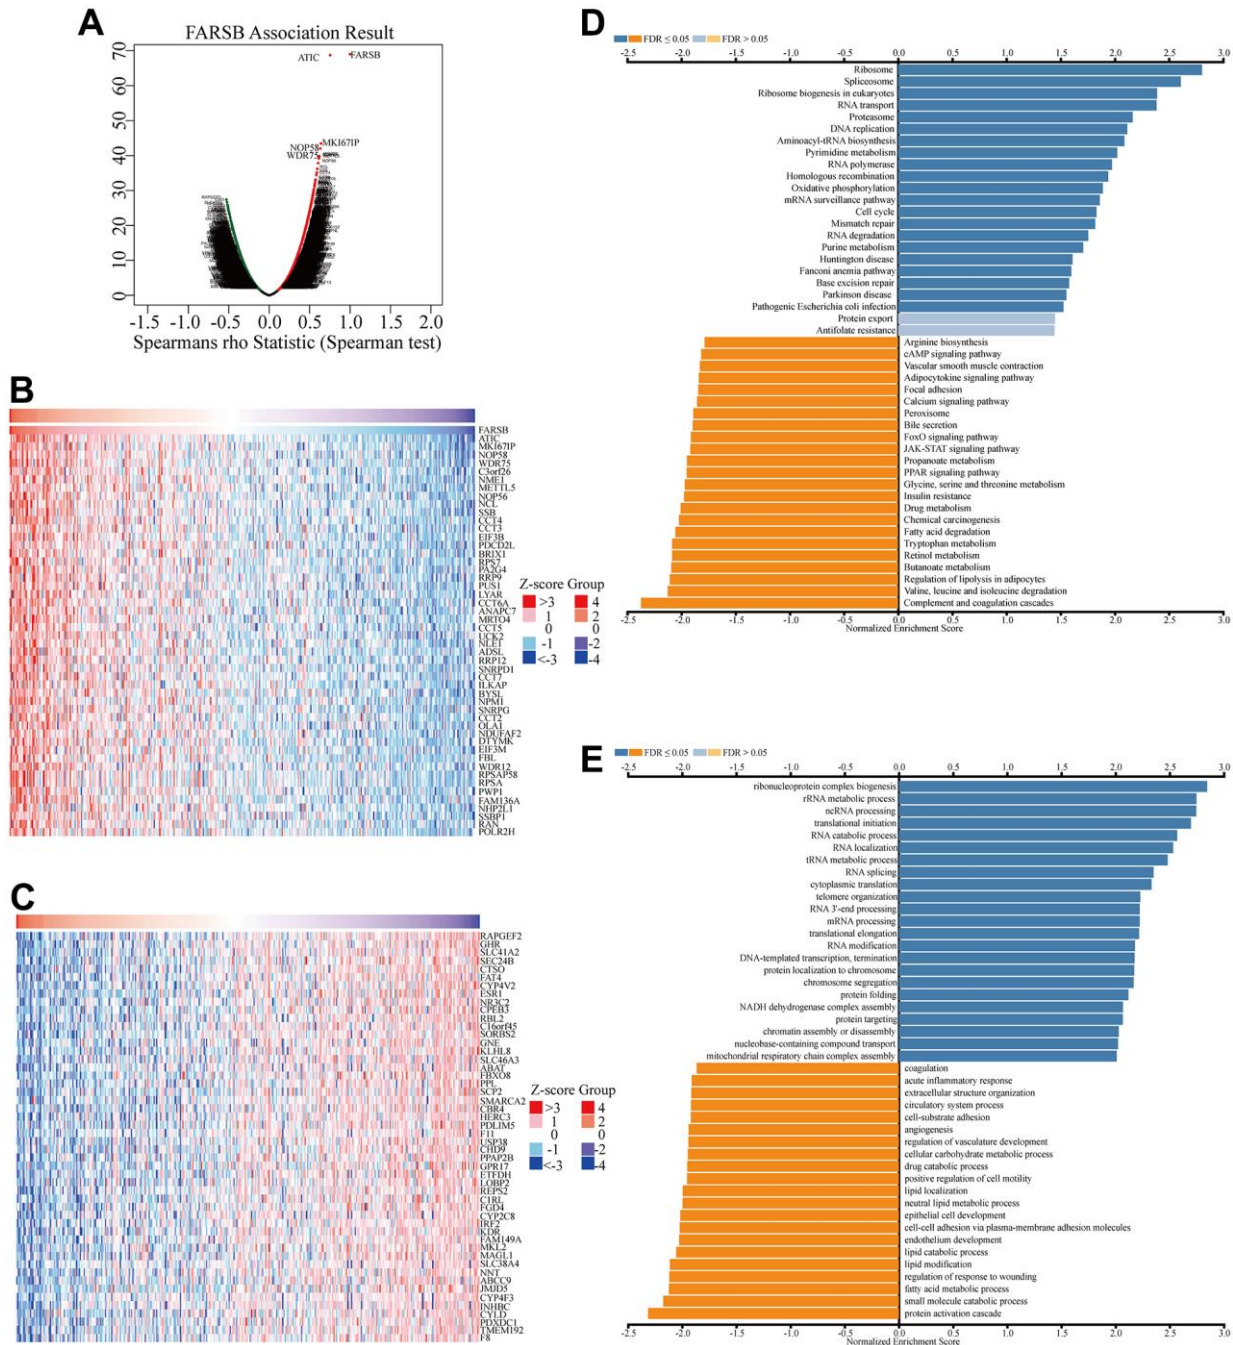 A
FARSB Association Result
70
60
50
40
30
20
10
0
ATIC
FARSB
MKI67IP
NOP58
WDR75
-1.5 -1.0 -0.5 0.0 0.5 1.0 1.5 2.0
Spearmans rho Statistic (Spearman test)
B
FARSB
ATIC
MKI67IP
NOP58
WDR75
C3orf26
NME1
METTL5
NOP56
NCL
SSB
CCT4
CCT3
EIF3B
PDCD2L
BRIX1
RPS7
PA2G4
RRP9
PUS1
LYAR
CCT6A
ANAPC7
MRTO4
CCT5
UCK2
NLE1
ADSL
RRP12
SNRPD1
CCT7
ILKAP
BYSL
NPM1
SNRPG
CCT2
OLA1
NDUFAF2
DTYMK
EIF3M
FBL
WDR12
RPSAP58
RPSA
PWP1
FAM136A
NHP2L1
SSBP1
RAN
POLR2H
Z-score Group
>3 4
1 2
0 0
-1 -2
<-3 -4
C
RAPGEF2
GHR
SLC41A2
SEC24B
CTSO
FAT4
CYP4V2
ESR1
NR3C2
CPEB3
RBL2
C16orf45
SORBS2
GNE
KLHL8
SLC46A3
ABAT
FBXO8
PPL
SCP2
SMARCA2
CBR4
HERC3
PDLIM5
F11
USP38
CHD9
PPAP2B
GPR17
ETFDH
LOBP2
REPS2
C1RL
FGD4
CYP2C8
IRF2
KDR
FAM149A
MKL2
MAGL1
SLC38A4
NNT
ABCC9
JMJD5
CYP4F3
INHBC
CYLD
PDXDC1
TMEM192
F8
Z-score Group
>3 4
1 2
0 0
-1 -2
<-3 -4
D
FDR ≤ 0.05 FDR > 0.05
-2.5 -2.0 -1.5 -1.0 -0.5 0.0 0.5 1.0 1.5 2.0 2.5 3.0
Ribosome
Spliceosome
Ribosome biogenesis in eukaryotes
RNA transport
Proteasome
DNA replication
Aminoacyl-tRNA biosynthesis
Pyrimidine metabolism
RNA polymerase
Homologous recombination
Oxidative phosphorylation
mRNA surveillance pathway
Cell cycle
Mismatch repair
RNA degradation
Purine metabolism
Huntington disease
Fanconi anemia pathway
Base excision repair
Parkinson disease
Pathogenic Escherichia coli infection
Protein export
Antifolate resistance
Arginine biosynthesis
cAMP signaling pathway
Vascular smooth muscle contraction
Adipocytokine signaling pathway
Focal adhesion
Calcium signaling pathway
Peroxisome
Bile secretion
FoxO signaling pathway
JAK-STAT signaling pathway
Propanoate metabolism
PPAR signaling pathway
Glycine, serine and threonine metabolism
Insulin resistance
Drug metabolism
Chemical carcinogenesis
Fatty acid degradation
Tryptophan metabolism
Retinol metabolism
Butanoate metabolism
Regulation of lipolysis in adipocytes
Valine, leucine and isoleucine degradation
Complement and coagulation cascades
-2.5 -2.0 -1.5 -1.0 -0.5 0.0 0.5 1.0 1.5 2.0 2.5 3.0
Normalized Enrichment Score
E
FDR ≤ 0.05 FDR > 0.05
-2.5 -2.0 -1.5 -1.0 -0.5 0.0 0.5 1.0 1.5 2.0 2.5 3.0
ribonucleoprotein complex biogenesis
rRNA metabolic process
ncRNA processing
translational initiation
RNA catabolic process
RNA localization
tRNA metabolic process
RNA splicing
cytoplasmic translation
telomere organization
RNA 3'-end processing
mRNA processing
translational elongation
RNA modification
DNA-templated transcription, termination
protein localization to chromosome
chromosome segregation
protein folding
NADH dehydrogenase complex assembly
protein targeting
chromatin assembly or disassembly
nucleobase-containing compound transport
mitochondrial respiratory chain complex assembly
coagulation
acute inflammatory response
extracellular structure organization
circulatory system process
cell-substrate adhesion
angiogenesis
regulation of vasculature development
cellular carbohydrate metabolic process
drug catabolic process
positive regulation of cell motility
lipid localization
neutral lipid metabolic process
epithelial cell development
cell-cell adhesion via plasma-membrane adhesion molecules
endothelium development
lipid catabolic process
lipid modification
regulation of response to wounding
fatty acid metabolic process
small molecule catabolic process
protein activation cascade
-2.5 -2.0 -1.5 -1.0 -0.5 0.0 0.5 1.0 1.5 2.0 2.5 3.0
Normalized Enrichment Score